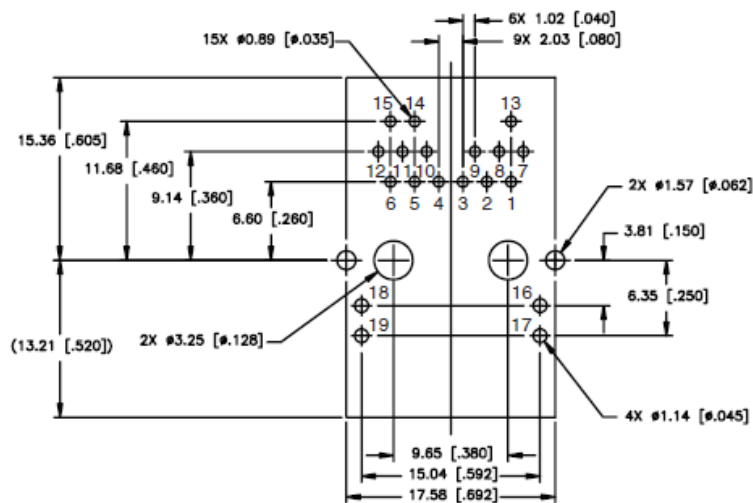 6X 1.02 [.040]
15X ø0.89 [ø.035]
9X 2.03 [.080]
15 14 13
15.36 [.605]
11.68 [.460]
12 11 10 9 8 7
9.14 [.360]
6 5 4 3 2 1
2X ø1.57 [ø.062]
6.60 [.260]
3.81 [.150]
18 16
6.35 [.250]
(13.21 [.520])
2X ø3.25 [ø.128]
19 17
4X ø1.14 [ø.045]
9.65 [.380]
15.04 [.592]
17.58 [.692]